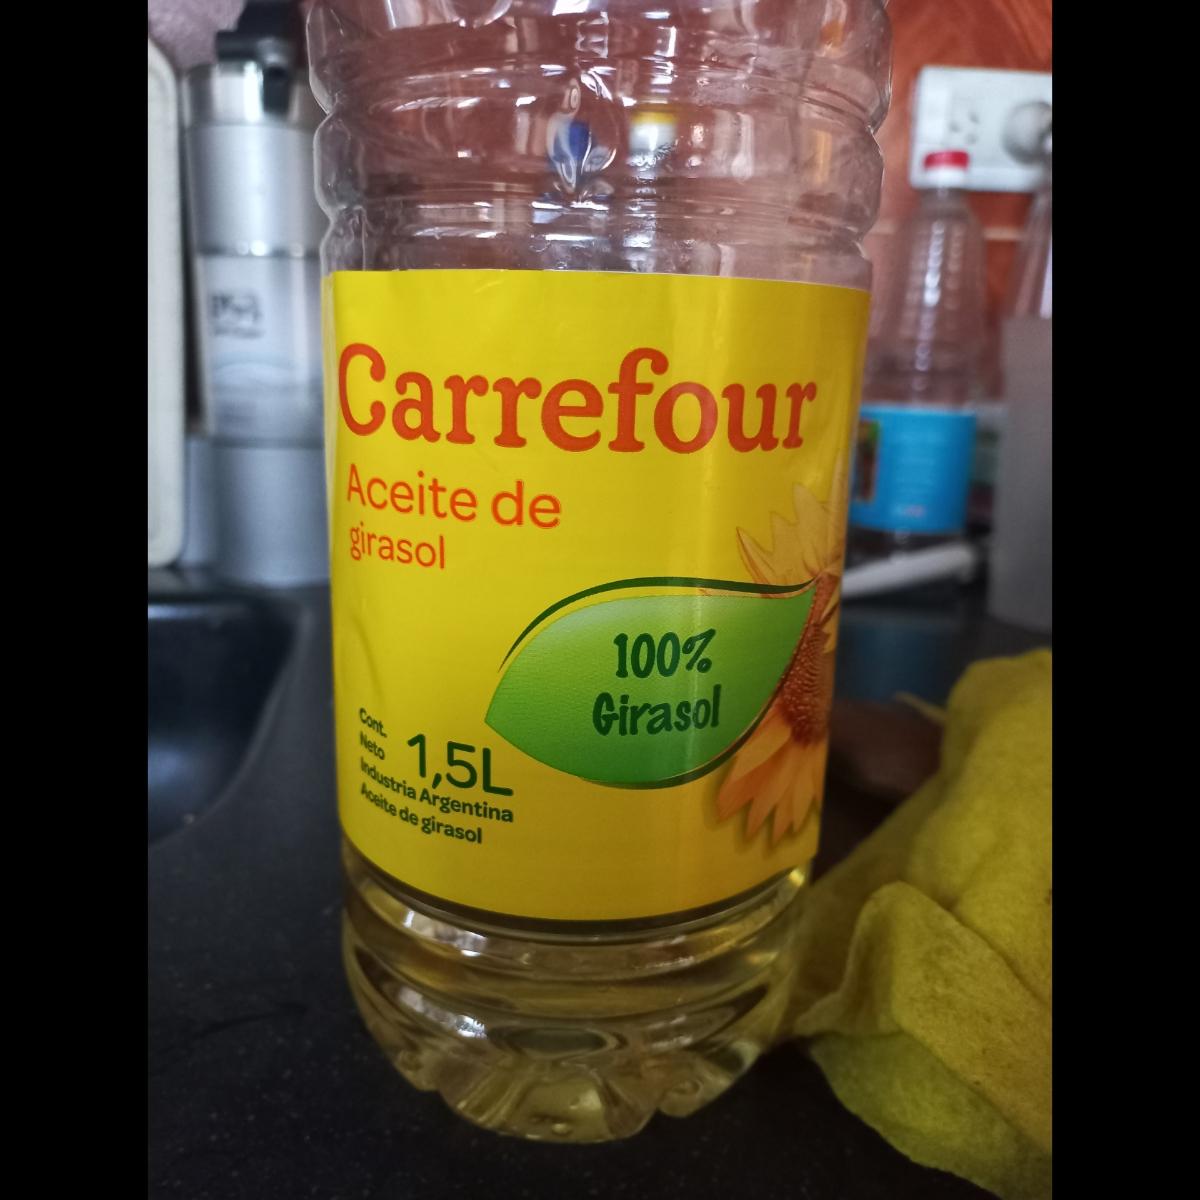 Carrefour
Aceite de
girasol
100%
Girasol
Cont.
Neto
1,5L
Industria Argentina
Aceite de girasol